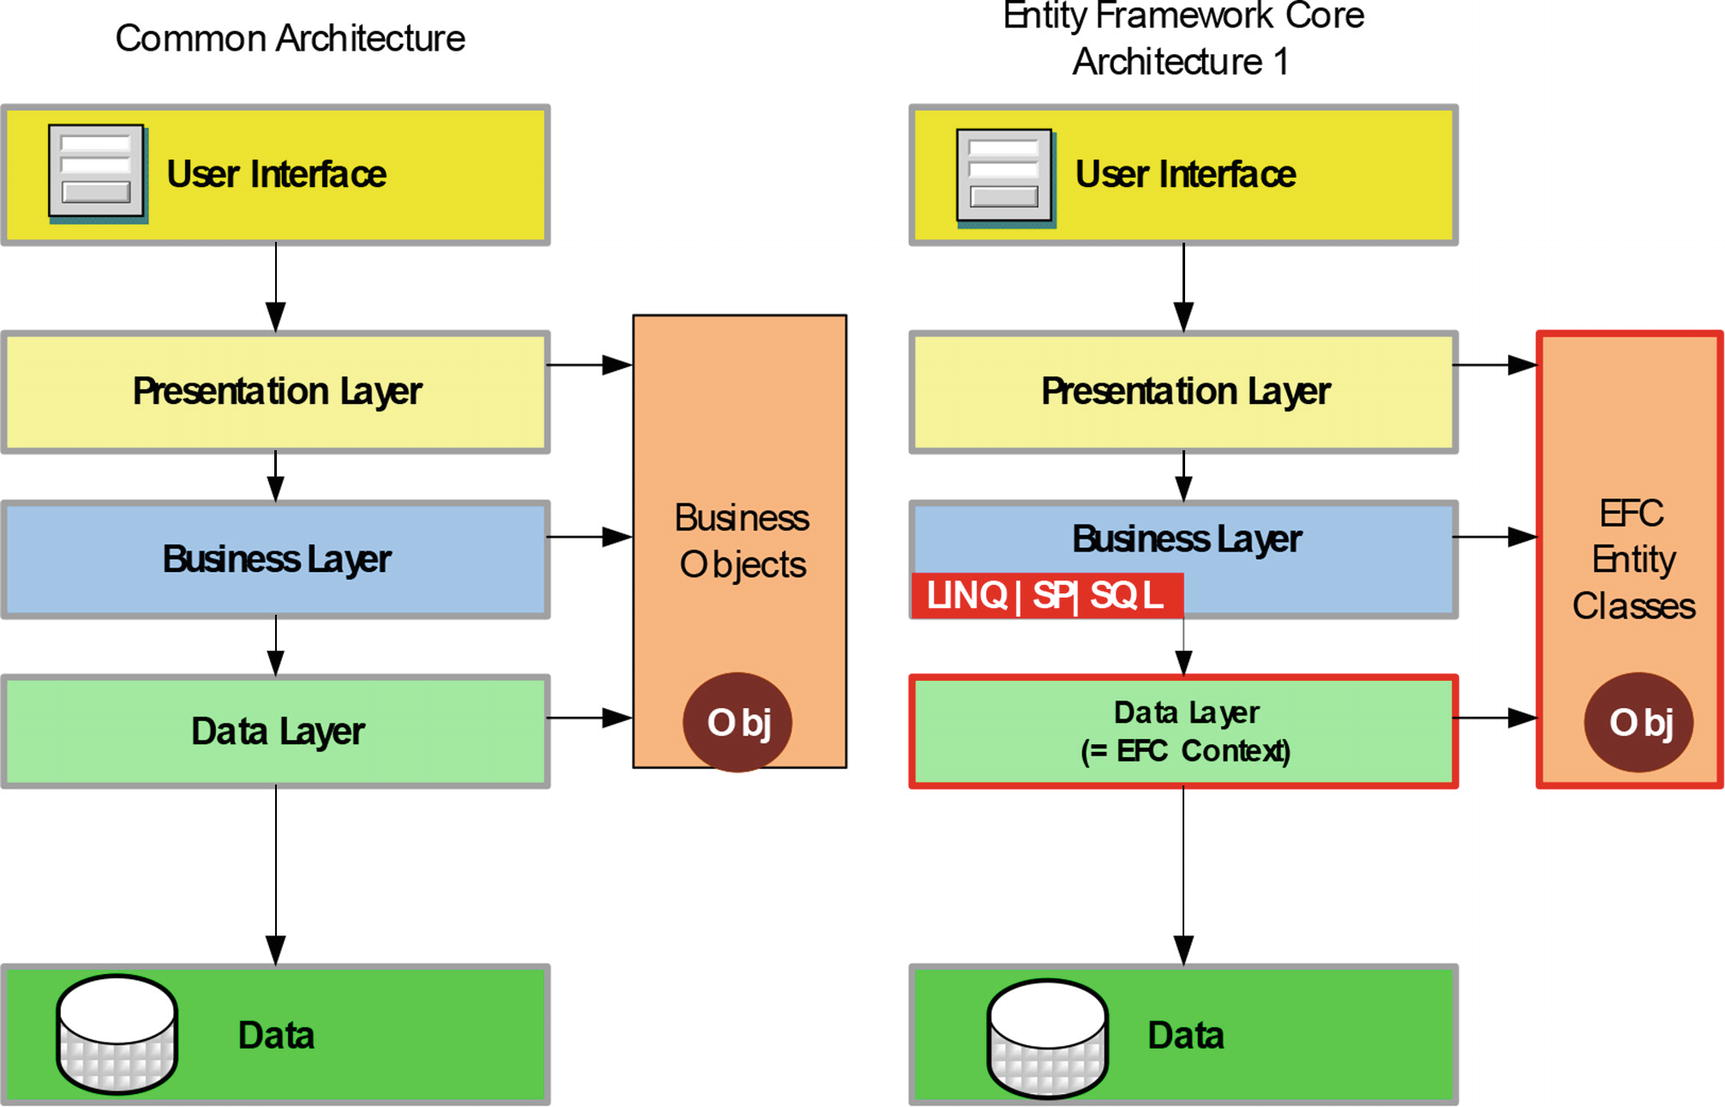 Common Architecture
User Interface
Presentation Layer
Business Layer
Data Layer
Business
Objects
Obj
Data
Entity Framework Core
Architecture 1
User Interface
Presentation Layer
Business Layer
LINQ | SP| SQL
Data Layer
(= EFC Context)
EFC
Entity
Classes
Obj
Data